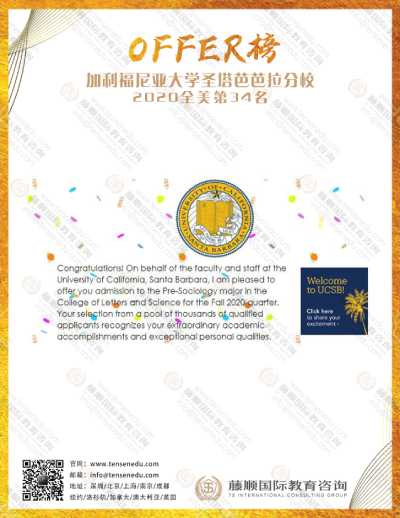 OFFER榜
加利福尼亚大学圣塔芭芭拉分校
2020全美第34名
UNIVERSITY OF CALIFORNIA
SANTA BARBARA
Congratulations! On behalf of the faculty and staff at the
University of California, Santa Barbara, I am pleased to
offer you admission to the Pre-Sociology major in the
College of Letters and Science for the Fall 2020 quarter.
Your selection from a pool of thousands of qualified
applicants recognizes your extraordinary academic
accomplishments and exceptional personal qualities.
Welcome
to UCSB!
Click here
to share your
excitement ›
官网：www.tensenedu.com
邮箱：info@tensenedu.com
地址：深圳/北京/上海/南京/成都
纽约/洛杉矶/加拿大/澳大利亚/英国
藤顺国际教育咨询
TS INTERNATIONAL CONSULTING GROUP